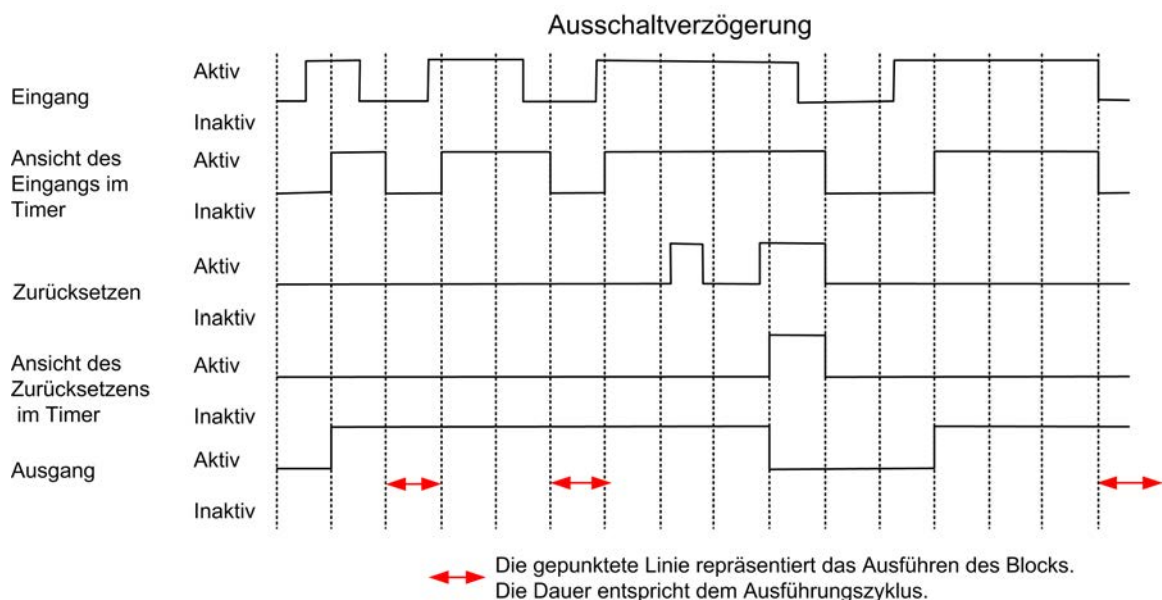 Ausschaltverzögerung
Aktiv
Eingang
Inaktiv
Ansicht des
Eingangs im
Timer
Aktiv
Inaktiv
Aktiv
Zurücksetzen
Inaktiv
Ansicht des
Zurücksetzens
im Timer
Aktiv
Inaktiv
Ausgang
Aktiv
Inaktiv
Die gepunktete Linie repräsentiert das Ausführen des Blocks.
Die Dauer entspricht dem Ausführungszyklus.